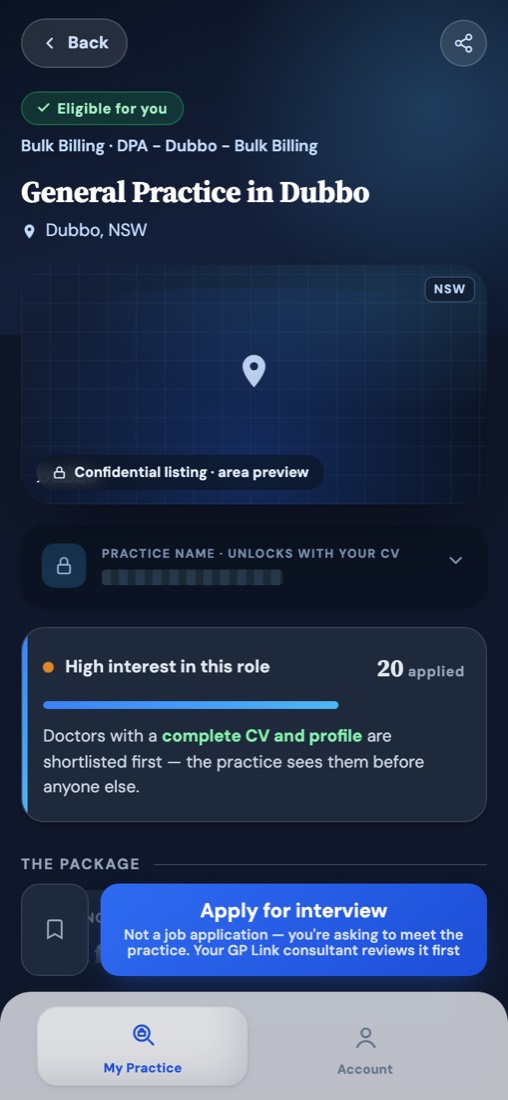 Back
Eligible for you
Bulk Billing · DPA - Dubbo - Bulk Billing
General Practice in Dubbo
Dubbo, NSW
NSW
Confidential listing · area preview
PRACTICE NAME · UNLOCKS WITH YOUR CV
High interest in this role
20 applied
Doctors with a complete CV and profile are
shortlisted first — the practice sees them before
anyone else.
THE PACKAGE
Apply for interview
Not a job application — you're asking to meet the
practice. Your GP Link consultant reviews it first
My Practice
Account